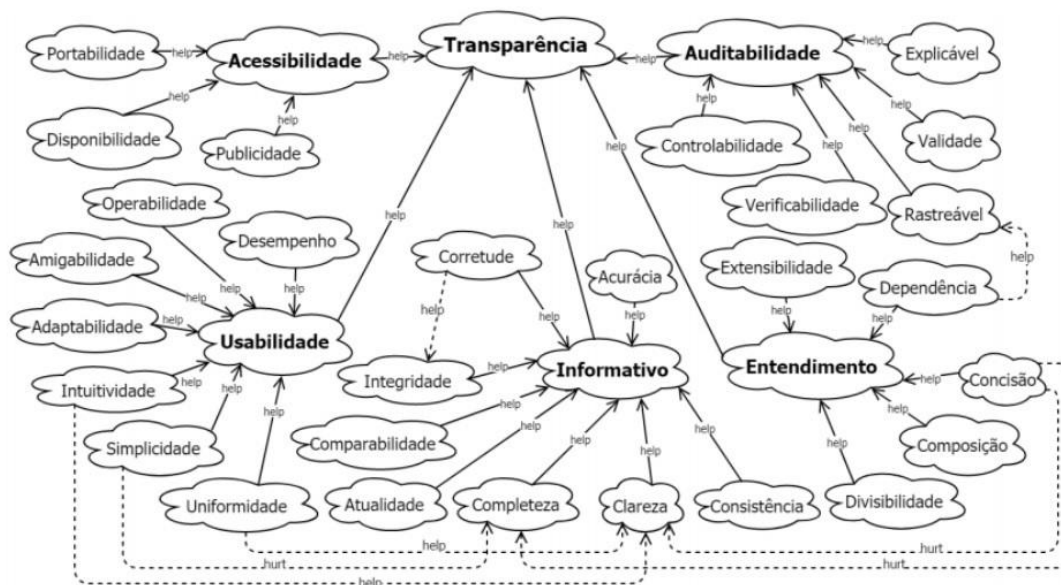 Portabilidade
help
Acessibilidade
help
Transparência
help
Auditabilidade
help
Explicável
help
Disponibilidade
help
Publicidade
help
Controlabilidade
help
Validade
help
Verificabilidade
help
Rastreável
help
Operabilidade
Desempenho
help
help
help
Corretude
Acurácia
Extensibilidade
Dependência
help
Amigabilidade
help
help
help
help
help
help
help
help
Adaptabilidade
help
Usabilidade
Integridade
help
Informativo
Entendimento
help
Concisão
Intuitividade
help
Simplicidade
help
help
Comparabilidade
help
help
help
help
help
help
help
Composição
Uniformidade
Atualidade
Completeza
Clareza
Consistência
Divisibilidade
help
hurt
hurt
hurt
help